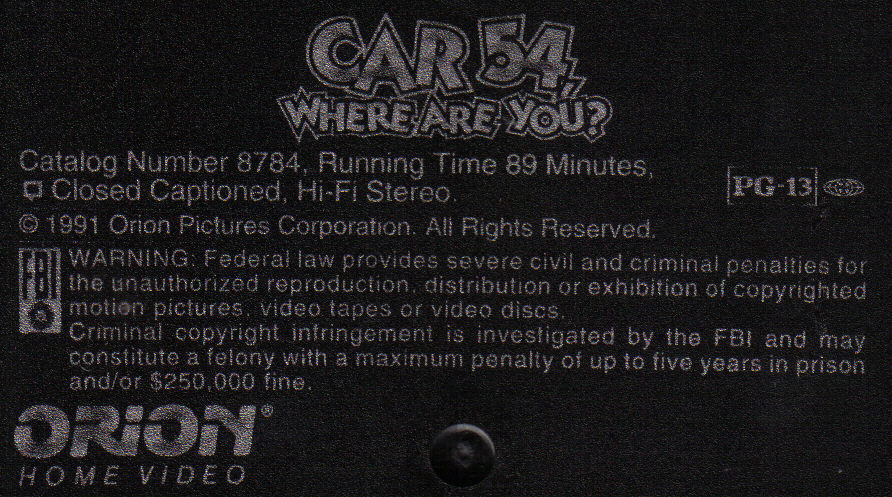 CAR 54,
WHERE ARE YOU?
Catalog Number 8784, Running Time 89 Minutes,
Closed Captioned, Hi-Fi Stereo.
PG-13
© 1991 Orion Pictures Corporation. All Rights Reserved.
FBI
WARNING: Federal law provides severe civil and criminal penalties for
the unauthorized reproduction, distribution or exhibition of copyrighted
motion pictures, video tapes or video discs.
Criminal copyright infringement is investigated by the FBI and may
constitute a felony with a maximum penalty of up to five years in prison
and/or $250,000 fine.
ORION®
HOME VIDEO